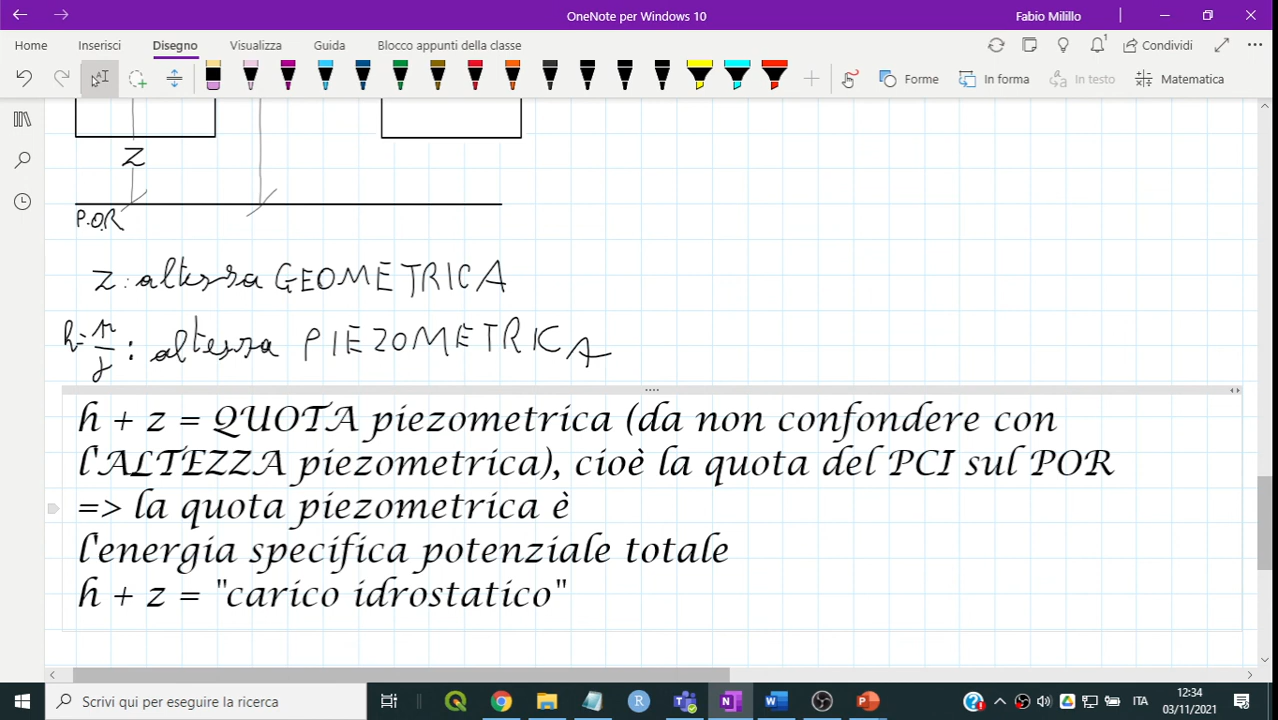 OneNote per Windows 10
Fabio Milillo
Home Inserisci Disegno Visualizza Guida Blocco appunti della classe Condividi
Forme In forma In testo Matematica
Z
P.O.R
z: altezza GEOMETRICA
h = p/γ : altezza PIEZOMETRICA
h + z = QUOTA piezometrica (da non confondere con
l'ALTEZZA piezometrica), cioè la quota del PCI sul POR
=> la quota piezometrica è
l'energia specifica potenziale totale
h + z = "carico idrostatico"
Scrivi qui per eseguire la ricerca
ITA
12:34
03/11/2021